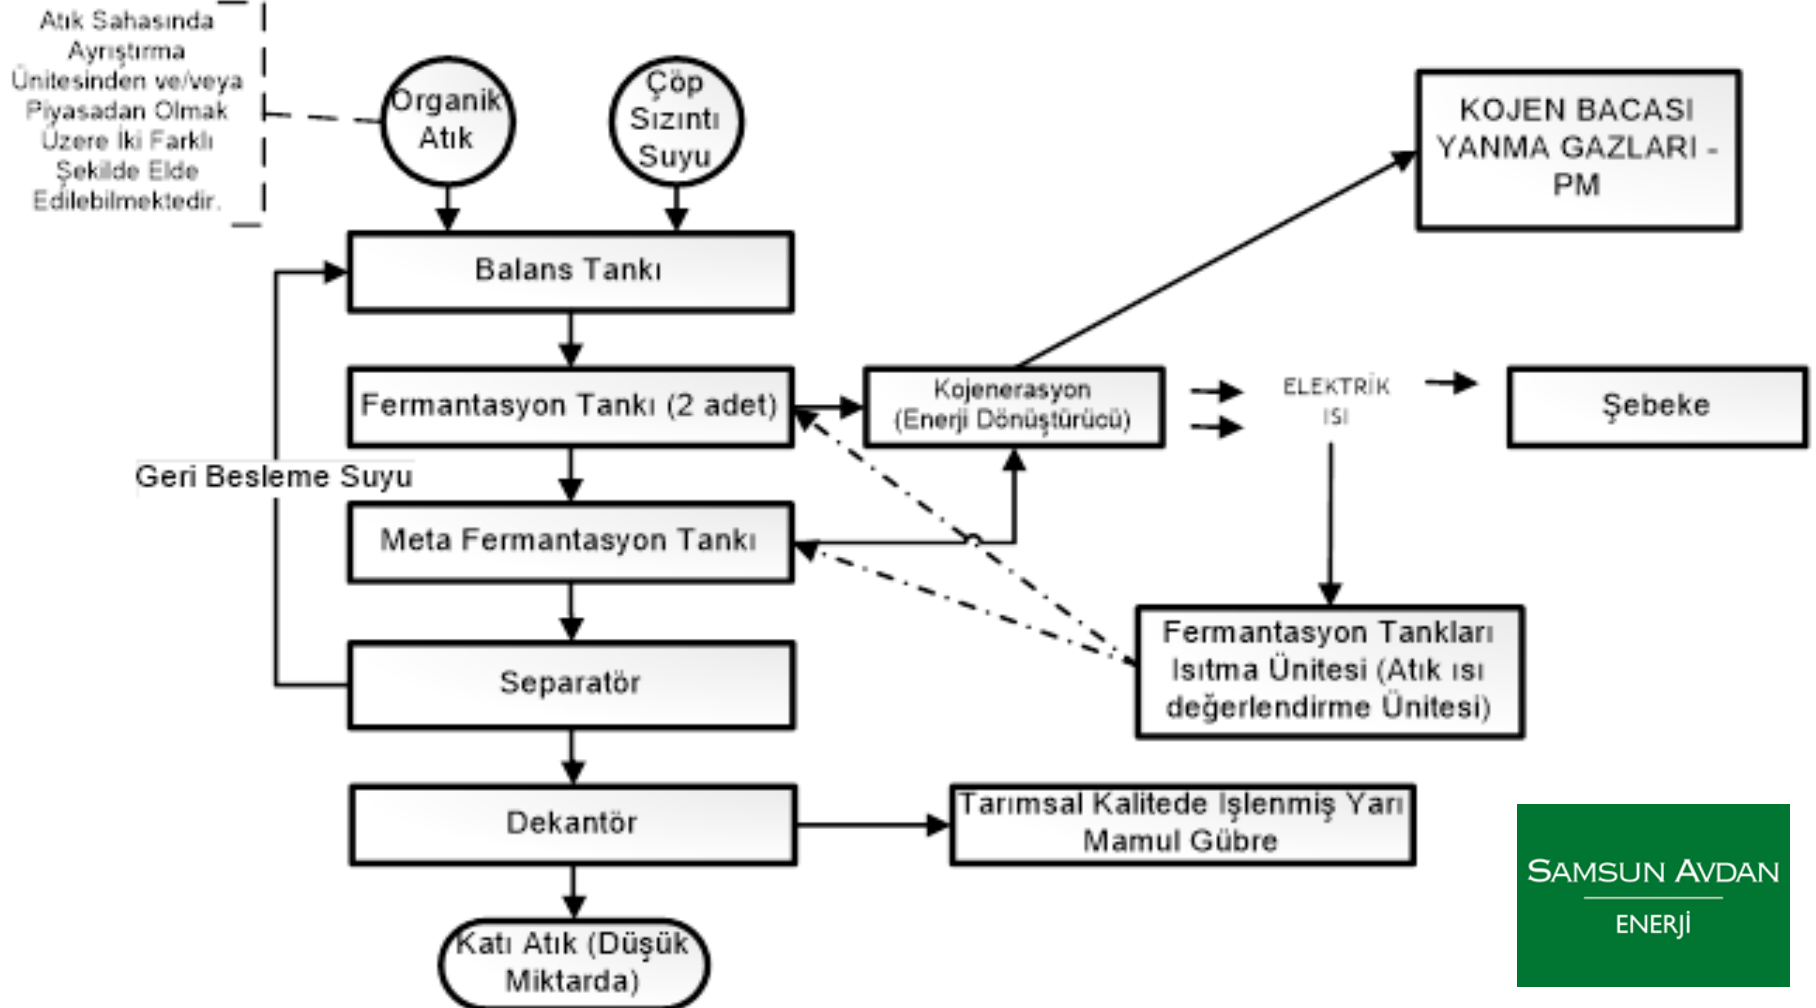 Atık Sahasında
Ayrıştırma
Ünitesinden ve/veya
Piyasadan Olmak
Üzere İki Farklı
Şekilde Elde
Edilebilmektedir.
Organik
Atık
Çöp
Sızıntı
Suyu
KOJEN BACASI
YANMA GAZLARI -
PM
Balans Tankı
Fermantasyon Tankı (2 adet)
Kojenerasyon
(Enerji Dönüştürücü)
ELEKTRİK
ISI
Şebeke
Geri Besleme Suyu
Meta Fermantasyon Tankı
Fermantasyon Tankları
Isıtma Ünitesi (Atık ısı
değerlendirme Ünitesi)
Separatör
Dekantör
Tarımsal Kalitede Işlenmiş Yarı
Mamul Gübre
Katı Atık (Düşük
Miktarda)
SAMSUN AVDAN
ENERJİ